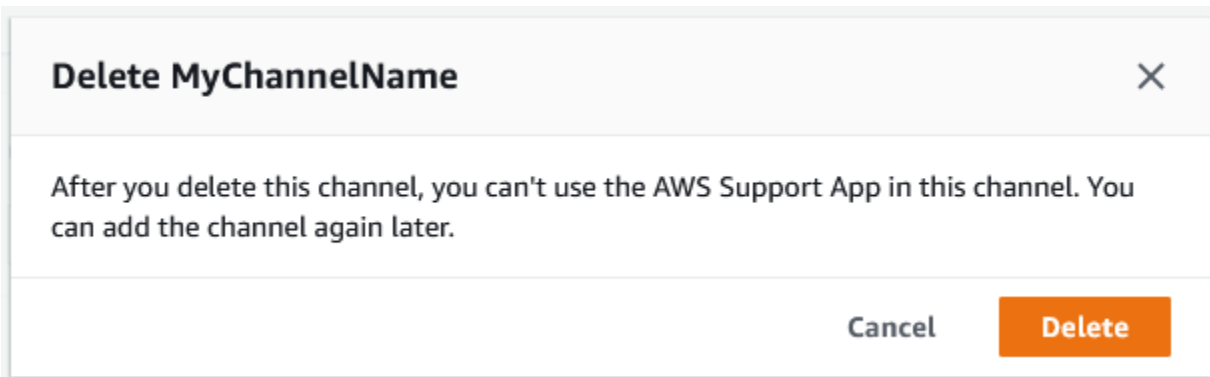 Delete MyChannelName
After you delete this channel, you can't use the AWS Support App in this channel. You
can add the channel again later.
Cancel
Delete